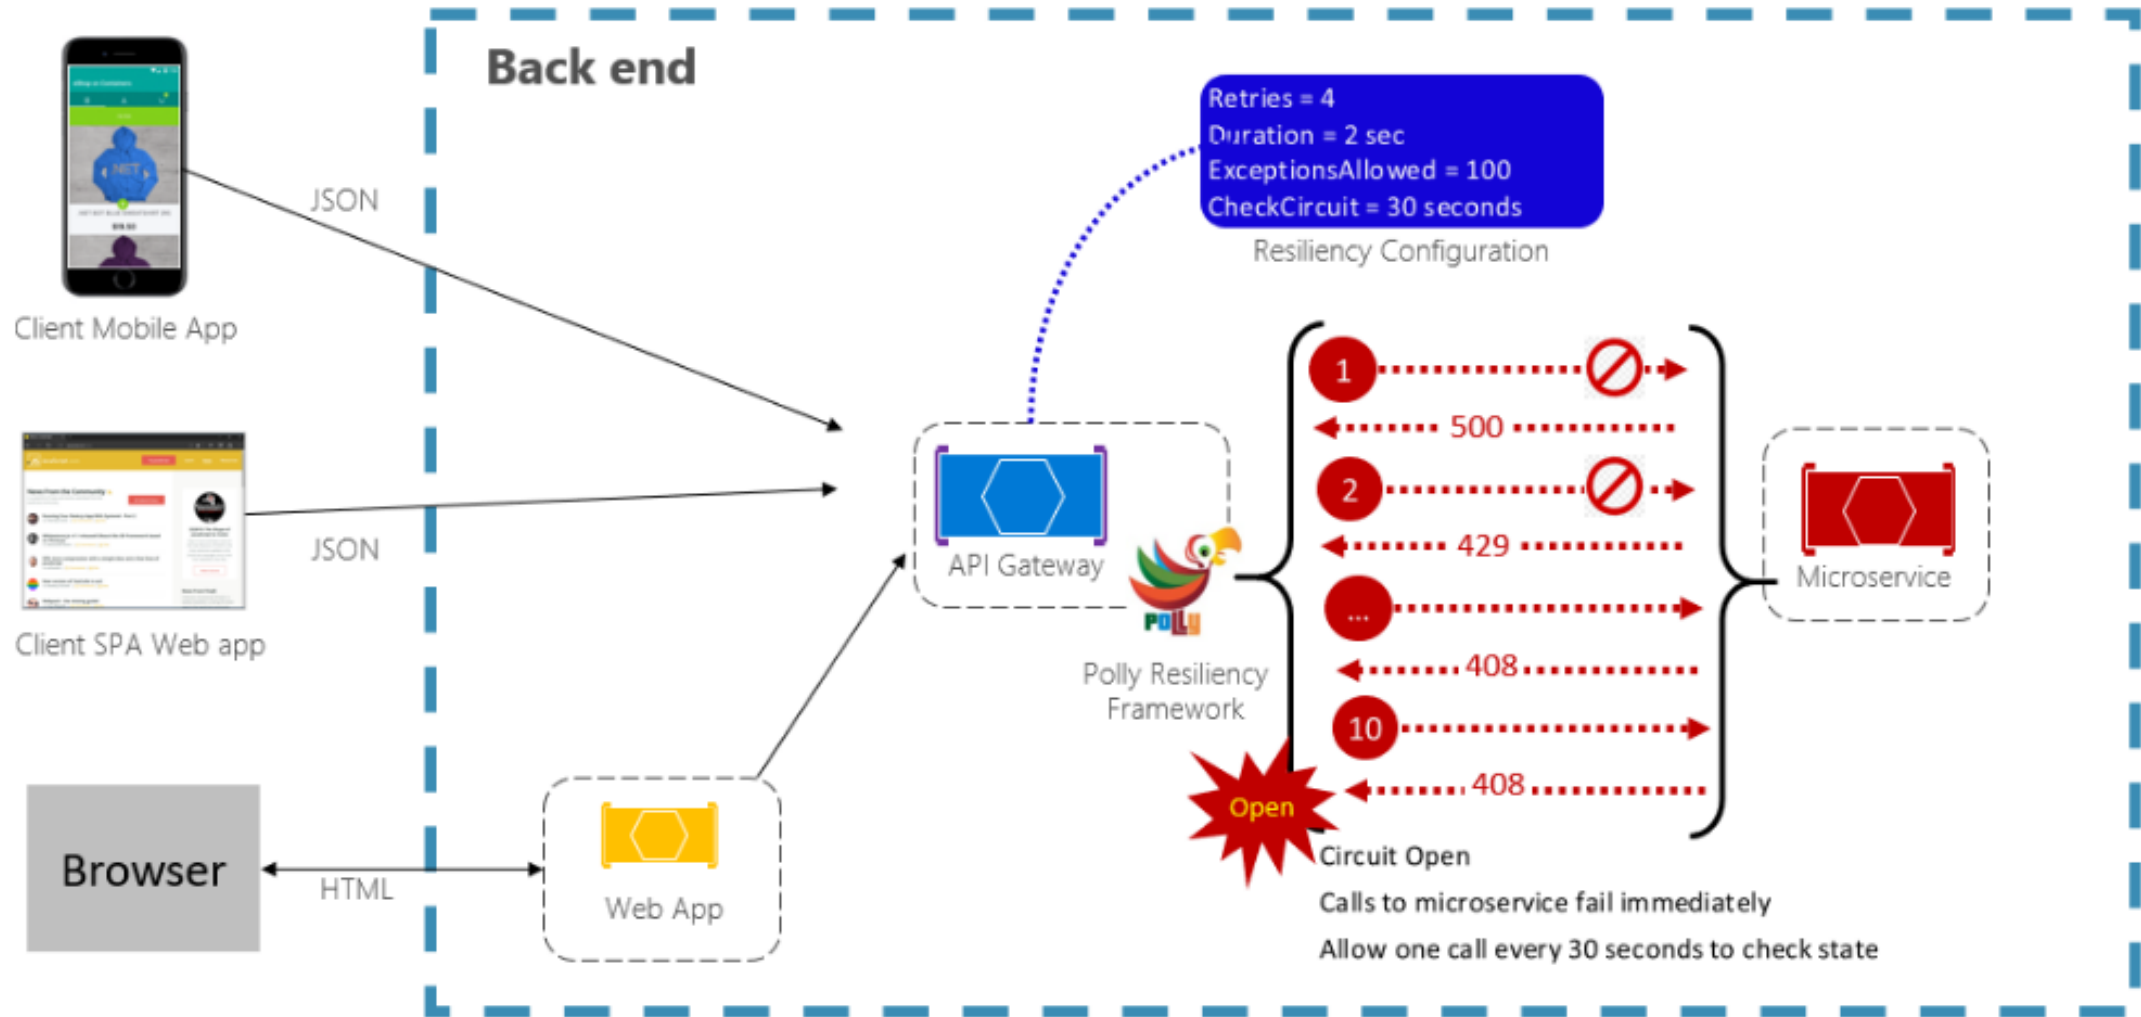 Back end
Retries = 4
Duration = 2 sec
ExceptionsAllowed = 100
CheckCircuit = 30 seconds
Resiliency Configuration
.NET
JSON
Client Mobile App
JSON
Client SPA Web app
Browser
HTML
Web App
API Gateway
POLLY
Polly Resiliency
Framework
1
500
2
429
...
408
10
408
Microservice
Open
Circuit Open
Calls to microservice fail immediately
Allow one call every 30 seconds to check state